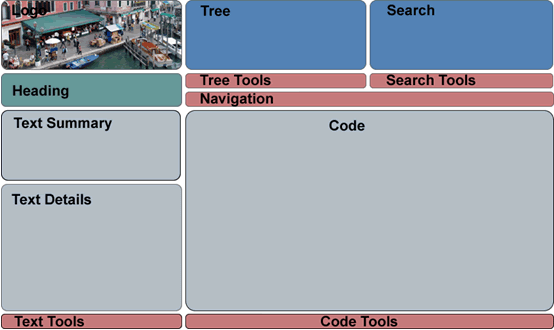 Logo
Tree
Search
Tree Tools
Search Tools
Heading
Navigation
Text Summary
Code
Text Details
Text Tools
Code Tools